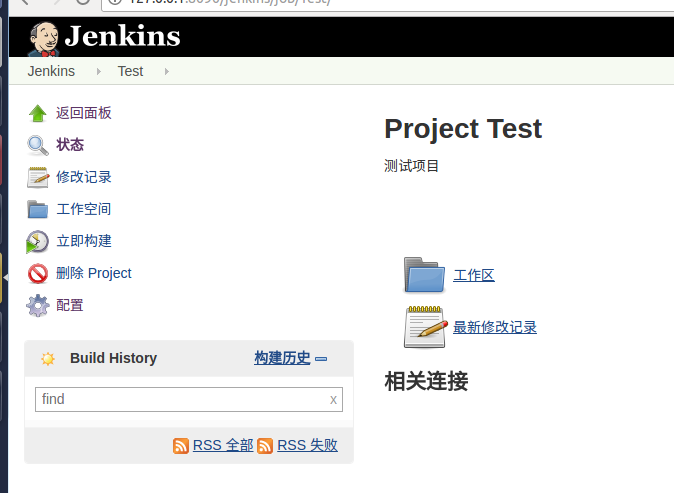 Jenkins
Jenkins Test
返回面板
状态
修改记录
工作空间
立即构建
删除 Project
配置
Build History 构建历史
find x
RSS 全部 RSS 失败
Project Test
测试项目
工作区
最新修改记录
相关连接